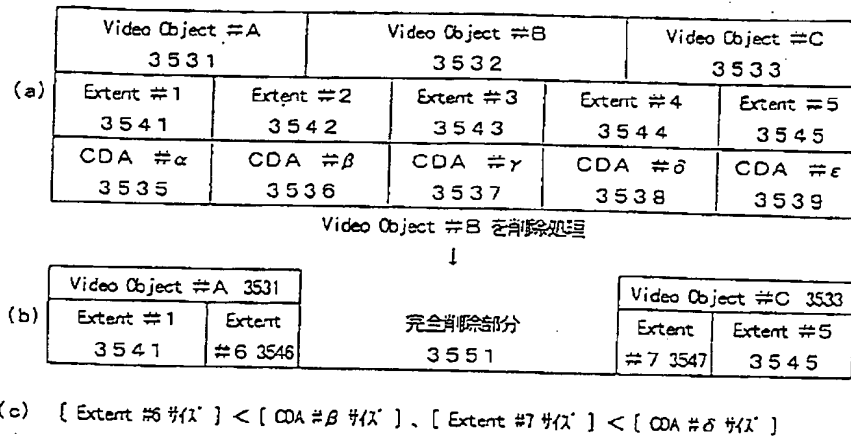 Video Object #A Video Object #B Video Object #C
3531 3532 3533
(a) Extent #1 Extent #2 Extent #3 Extent #4 Extent #5
3541 3542 3543 3544 3545
CDA #α CDA #β CDA #γ CDA #δ CDA #ε
3535 3536 3537 3538 3539
Video Object #B を削除処理
↓
Video Object #A 3531 Video Object #C 3533
(b) Extent #1 Extent 完全削除部分 Extent Extent #5
3541 #6 3546 3551 #7 3547 3545
(c) [ Extent #6 サイズ ] < [ CDA #β サイズ ] 、[ Extent #7 サイズ ] < [ CDA #δ サイズ ]